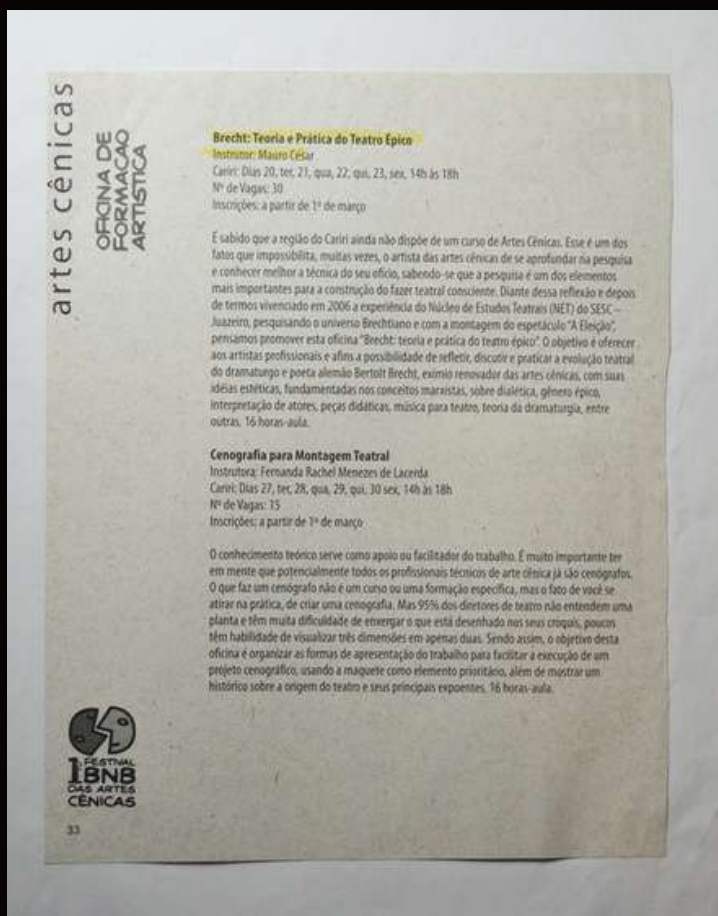 artes cênicas
OFICINA DE
FORMAÇÃO
ARTÍSTICA
Brecht: Teoria e Prática do Teatro Épico
Instrutor: Mauro César
Cariri: Dias 20, ter, 21, qua, 22, qui, 23, sex, 14h às 18h
Nº de Vagas: 30
Inscrições: a partir de 1º de março
É sabido que a região do Cariri ainda não dispõe de um curso de Artes Cênicas. Esse é um dos
fatos que impossibilita, muitas vezes, o artista das artes cênicas de se aprofundar na pesquisa
e conhecer melhor a técnica do seu ofício, sabendo-se que a pesquisa é um dos elementos
mais importantes para a construção do fazer teatral consciente. Diante dessa reflexão e depois
de termos vivenciado em 2006 a experiência do Núcleo de Estudos Teatrais (NET) do SESC –
Juazeiro, pesquisando o universo Brechtiano e com a montagem do espetáculo "A Eleição",
pensamos promover esta oficina "Brecht: teoria e prática do teatro épico". O objetivo é oferecer
aos artistas profissionais e afins a possibilidade de refletir, discutir e praticar a evolução teatral
do dramaturgo e poeta alemão Bertolt Brecht, exímio renovador das artes cênicas, com suas
idéias estéticas, fundamentadas nos conceitos marxistas, sobre dialética, gênero épico,
interpretação de atores, peças didáticas, música para teatro, teoria da dramaturgia, entre
outras. 16 horas-aula.
Cenografia para Montagem Teatral
Instrutora: Fernanda Rachel Menezes de Lacerda
Cariri: Dias 27, ter, 28, qua, 29, qui, 30 sex, 14h às 18h
Nº de Vagas: 15
Inscrições: a partir de 1º de março
O conhecimento teórico serve como apoio ou facilitador do trabalho. É muito importante ter
em mente que potencialmente todos os profissionais técnicos de arte cênica já são cenógrafos.
O que faz um cenógrafo não é um curso ou uma formação específica, mas o fato de você se
atirar na prática, de criar uma cenografia. Mas 95% dos diretores de teatro não entendem uma
planta e têm muita dificuldade de enxergar o que está desenhado nos seus croquis, poucos
têm habilidade de visualizar três dimensões em apenas duas. Sendo assim, o objetivo desta
oficina é organizar as formas de apresentação do trabalho para facilitar a execução de um
projeto cenográfico, usando a maquete como elemento prioritário, além de mostrar um
histórico sobre a origem do teatro e seus principais expoentes. 16 horas-aula.
1º FESTIVAL
BNB
DAS ARTES
CÊNICAS
33